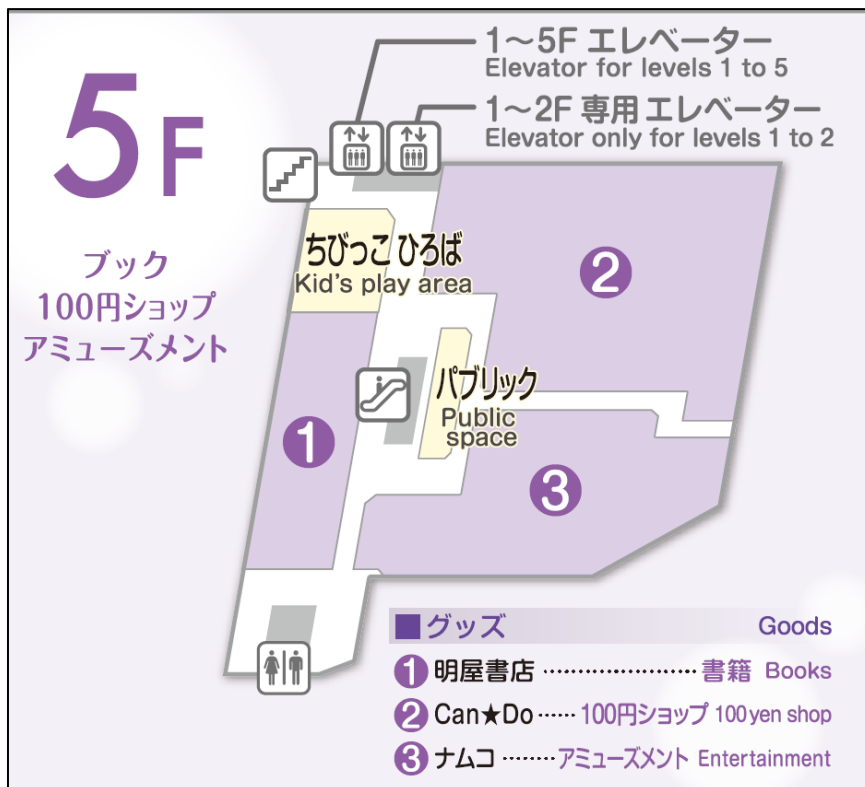 5F
ブック
100円ショップ
アミューズメント
1〜5F エレベーター
Elevator for levels 1 to 5
1〜2F 専用エレベーター
Elevator only for levels 1 to 2
ちびっこ ひろば
Kid's play area
2
パブリック
Public
space
1
3
■グッズ Goods
1 明屋書店 …………………… 書籍 Books
2 Can★Do …… 100円ショップ 100 yen shop
3 ナムコ ……… アミューズメント Entertainment